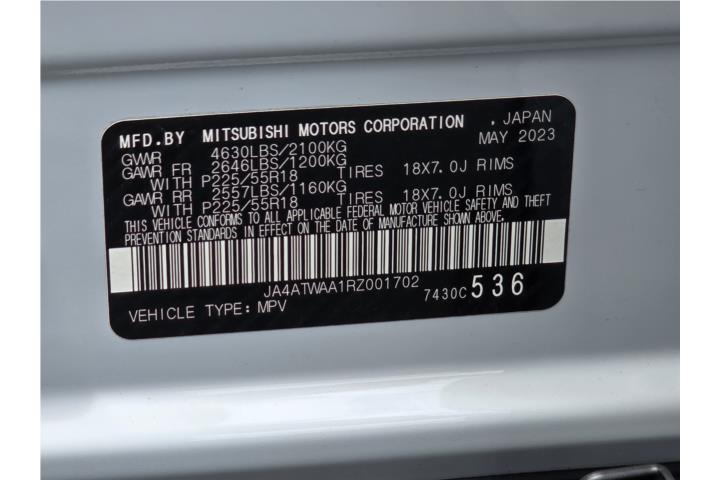 MFD.BY MITSUBISHI MOTORS CORPORATION , JAPAN
GVWR 4630LBS/2100KG MAY 2023
GAWR FR 2646LBS/1200KG
WITH P225/55R18 TIRES 18X7.0J RIMS
GAWR RR 2557LBS/1160KG
WITH P225/55R18 TIRES 18X7.0J RIMS
THIS VEHICLE CONFORMS TO ALL APPLICABLE FEDERAL MOTOR VEHICLE SAFETY AND THEFT
PREVENTION STANDARDS IN EFFECT ON THE DATE OF MANUFACTURE SHOWN ABOVE.
JA4ATWAA1RZ001702
VEHICLE TYPE: MPV 7430C 536